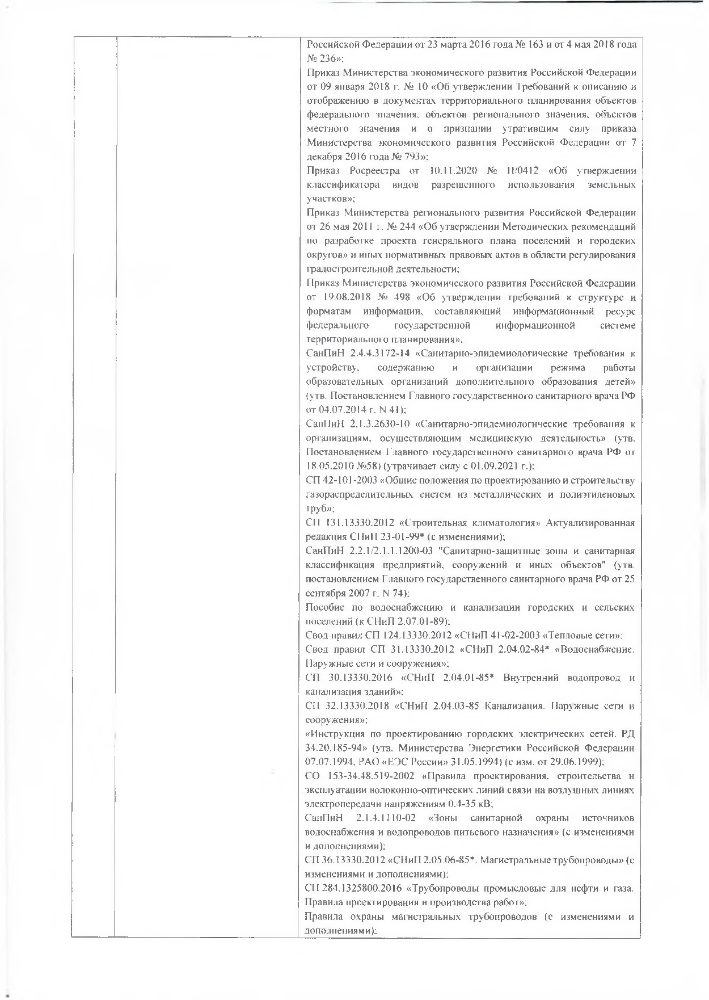 Российской Федерации от 23 марта 2016 года № 163 и от 4 мая 2018 года
№ 236»;
Приказ Министерства экономического развития Российской Федерации
от 09 января 2018 г. № 10 «Об утверждении Требований к описанию и
отображению в документах территориального планирования объектов
федерального значения, объектов регионального значения, объектов
местного значения и о признании утратившим силу приказа
Министерства экономического развития Российской Федерации от 7
декабря 2016 года № 793»;
Приказ Росреестра от 10.11.2020 № П/0412 «Об утверждении
классификатора видов разрешенного использования земельных
участков»;
Приказ Министерства регионального развития Российской Федерации
от 26 мая 2011 г. № 244 «Об утверждении Методических рекомендаций
по разработке проекта генерального плана поселений и городских
округов» и иных нормативных правовых актов в области регулирования
градостроительной деятельности;
Приказ Министерства экономического развития Российской Федерации
от 19.08.2018 № 498 «Об утверждении требований к структуре и
форматам информации, составляющий информационный ресурс
федерального государственной информационной системе
территориального планирования»;
СанПиН 2.4.4.3172-14 «Санитарно-эпидемиологические требования к
устройству, содержанию и организации режима работы
образовательных организаций дополнительного образования детей»
(утв. Постановлением Главного государственного санитарного врача РФ
от 04.07.2014 г. N 41);
СанПиН 2.1.3.2630-10 «Санитарно-эпидемиологические требования к
организациям, осуществляющим медицинскую деятельность» (утв.
Постановлением Главного государственного санитарного врача РФ от
18.05.2010 №58) (утрачивает силу с 01.09.2021 г.);
СП 42-101-2003 «Общие положения по проектированию и строительству
газораспределительных систем из металлических и полиэтиленовых
труб»;
СП 131.13330.2012 «Строительная климатология» Актуализированная
редакция СНиП 23-01-99* (с изменениями);
СанПиН 2.2.1/2.1.1.1200-03 "Санитарно-защитные зоны и санитарная
классификация предприятий, сооружений и иных объектов" (утв.
постановлением Главного государственного санитарного врача РФ от 25
сентября 2007 г. N 74);
Пособие по водоснабжению и канализации городских и сельских
поселений (к СНиП 2.07.01-89);
Свод правил СП 124.13330.2012 «СНиП 41-02-2003 «Тепловые сети»;
Свод правил СП 31.13330.2012 «СНиП 2.04.02-84* «Водоснабжение.
Наружные сети и сооружения»;
СП 30.13330.2016 «СНиП 2.04.01-85* Внутренний водопровод и
канализация зданий»;
СП 32.13330.2018 «СНиП 2.04.03-85 Канализация. Наружные сети и
сооружения»;
«Инструкция по проектированию городских электрических сетей. РД
34.20.185-94» (утв. Министерства Энергетики Российской Федерации
07.07.1994, РАО «ЕЭС России» 31.05.1994) (с изм. от 29.06.1999);
СО 153-34.48.519-2002 «Правила проектирования, строительства и
эксплуатации волоконно-оптических линий связи на воздушных линиях
электропередачи напряжениям 0.4-35 кВ;
СанПиН 2.1.4.1110-02 «Зоны санитарной охраны источников
водоснабжения и водопроводов питьевого назначения» (с изменениями
и дополнениями);
СП 36.13330.2012 «СНиП 2.05.06-85*. Магистральные трубопроводы» (с
изменениями и дополнениями);
СП 284.1325800.2016 «Трубопроводы промысловые для нефти и газа.
Правила проектирования и производства работ»;
Правила охраны магистральных трубопроводов (с изменениями и
дополнениями);